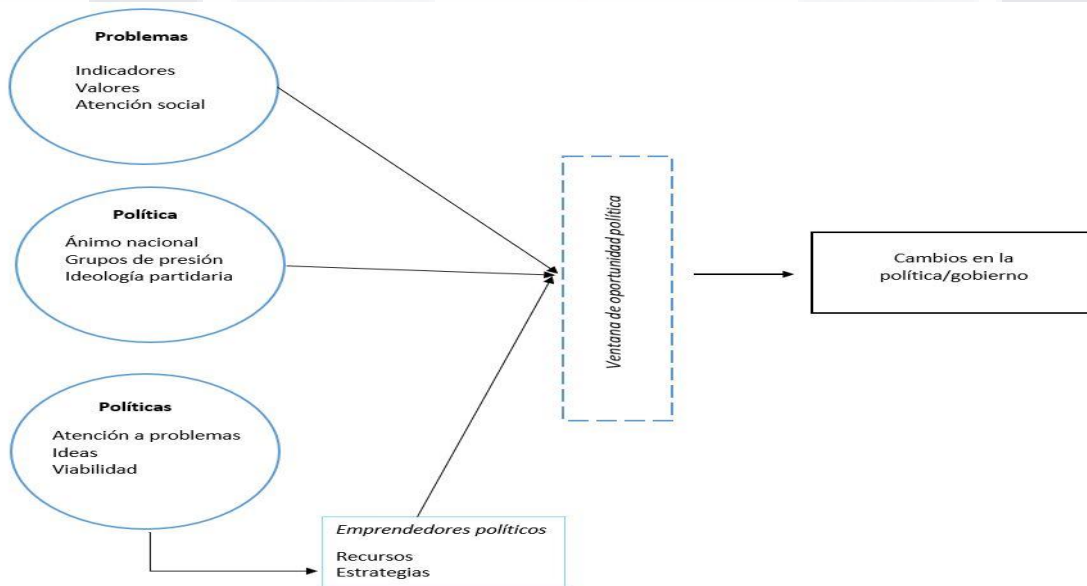 Problemas
Indicadores
Valores
Atención social
Política
Ánimo nacional
Grupos de presión
Ideología partidaria
Políticas
Atención a problemas
Ideas
Viabilidad
Emprendedores políticos
Recursos
Estrategias
Ventana de oportunidad política
Cambios en la
política/gobierno